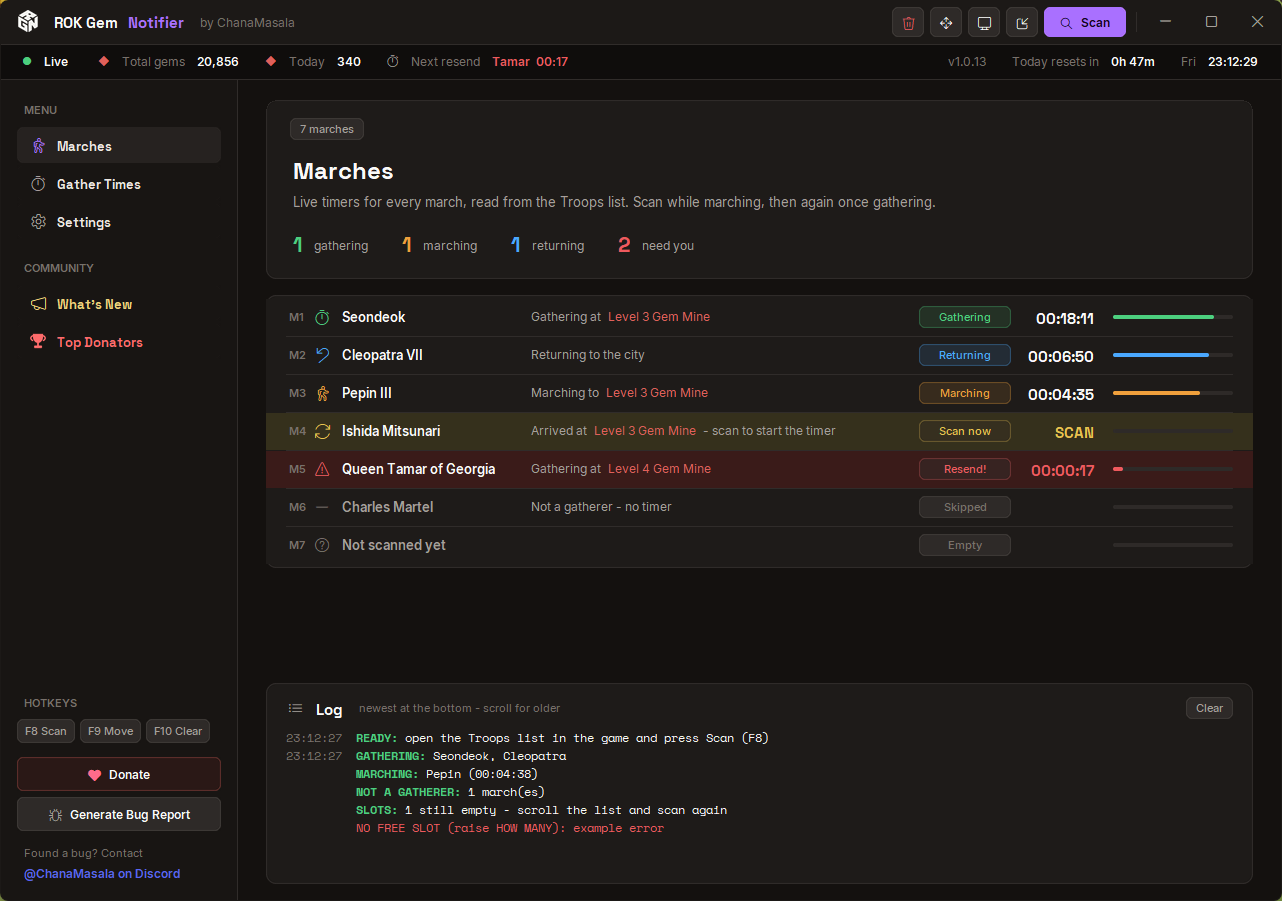 ROK Gem Notifier by ChanaMasala
Scan
Live
Total gems 20,856
Today 340
Next resend Tamar 00:17
v1.0.13
Today resets in 0h 47m
Fri 23:12:29
MENU
Marches
Gather Times
Settings
COMMUNITY
What's New
Top Donators
HOTKEYS
F8 Scan
F9 Move
F10 Clear
Donate
Generate Bug Report
Found a bug? Contact
@ChanaMasala on Discord
7 marches
Marches
Live timers for every march, read from the Troops list. Scan while marching, then again once gathering.
1 gathering
1 marching
1 returning
2 need you
M1 Seondeok Gathering at Level 3 Gem Mine Gathering 00:18:11
M2 Cleopatra VII Returning to the city Returning 00:06:50
M3 Pepin III Marching to Level 3 Gem Mine Marching 00:04:35
M4 Ishida Mitsunari Arrived at Level 3 Gem Mine - scan to start the timer Scan now SCAN
M5 Queen Tamar of Georgia Gathering at Level 4 Gem Mine Resend! 00:00:17
M6 Charles Martel Not a gatherer - no timer Skipped
M7 Not scanned yet Empty
Log newest at the bottom - scroll for older Clear
23:12:27 READY: open the Troops list in the game and press Scan (F8)
23:12:27 GATHERING: Seondeok, Cleopatra
MARCHING: Pepin (00:04:38)
NOT A GATHERER: 1 march(es)
SLOTS: 1 still empty - scroll the list and scan again
NO FREE SLOT (raise HOW MANY): example error